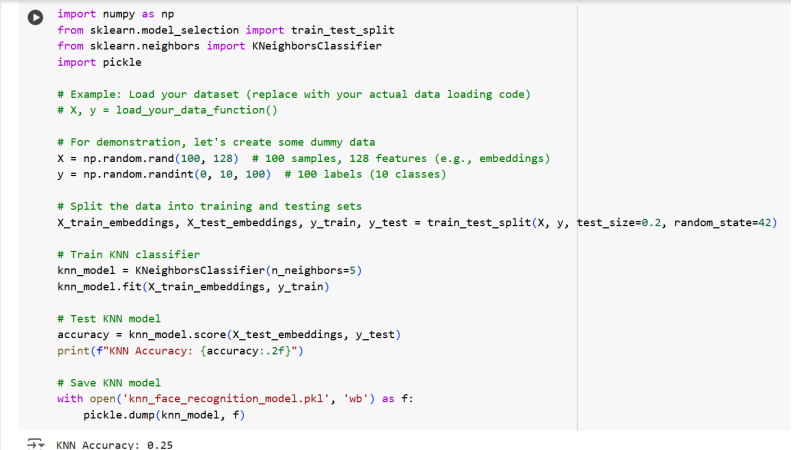 import numpy as np
from sklearn.model_selection import train_test_split
from sklearn.neighbors import KNeighborsClassifier
import pickle
# Example: Load your dataset (replace with your actual data loading code)
# X, y = load_your_data_function()
# For demonstration, let's create some dummy data
X = np.random.rand(100, 128)  # 100 samples, 128 features (e.g., embeddings)
y = np.random.randint(0, 10, 100)  # 100 labels (10 classes)
# Split the data into training and testing sets
X_train_embeddings, X_test_embeddings, y_train, y_test = train_test_split(X, y, test_size=0.2, random_state=42)
# Train KNN classifier
knn_model = KNeighborsClassifier(n_neighbors=5)
knn_model.fit(X_train_embeddings, y_train)
# Test KNN model
accuracy = knn_model.score(X_test_embeddings, y_test)
print(f"KNN Accuracy: {accuracy:.2f}")
# Save KNN model
with open('knn_face_recognition_model.pkl', 'wb') as f:
    pickle.dump(knn_model, f)
KNN Accuracy: 0.25